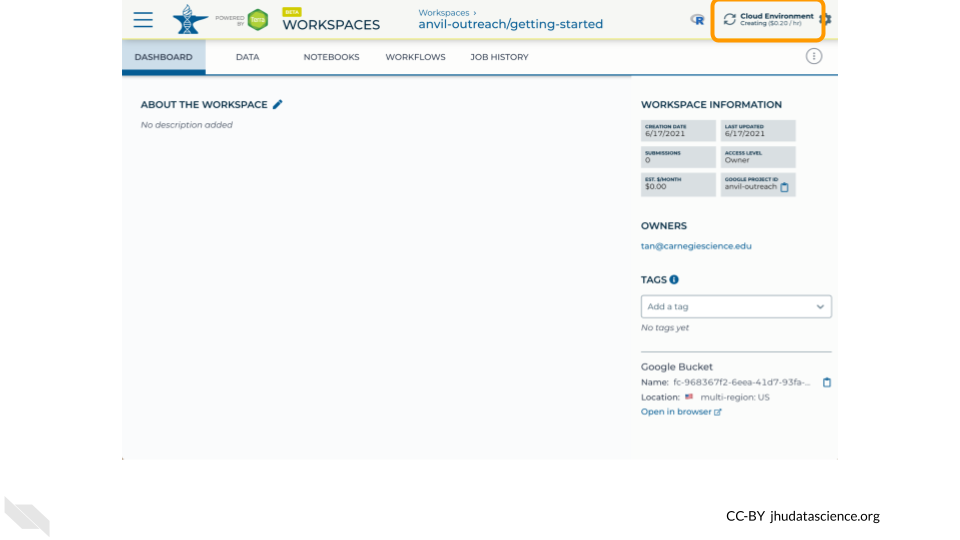 POWERED BY Terra
BETA
WORKSPACES
Workspaces ›
anvil-outreach/getting-started
R
Cloud Environment
Creating ($0.20 / hr)
DASHBOARD DATA NOTEBOOKS WORKFLOWS JOB HISTORY
ABOUT THE WORKSPACE
No description added
WORKSPACE INFORMATION
CREATION DATE
6/17/2021
LAST UPDATED
6/17/2021
SUBMISSIONS
0
ACCESS LEVEL
Owner
EST. $/MONTH
$0.00
GOOGLE PROJECT ID
anvil-outreach
OWNERS
tan@carnegiescience.edu
TAGS
Add a tag
No tags yet
Google Bucket
Name: fc-968367f2-6eea-41d7-93fa-...
Location: multi-region: US
Open in browser
CC-BY jhudatascience.org